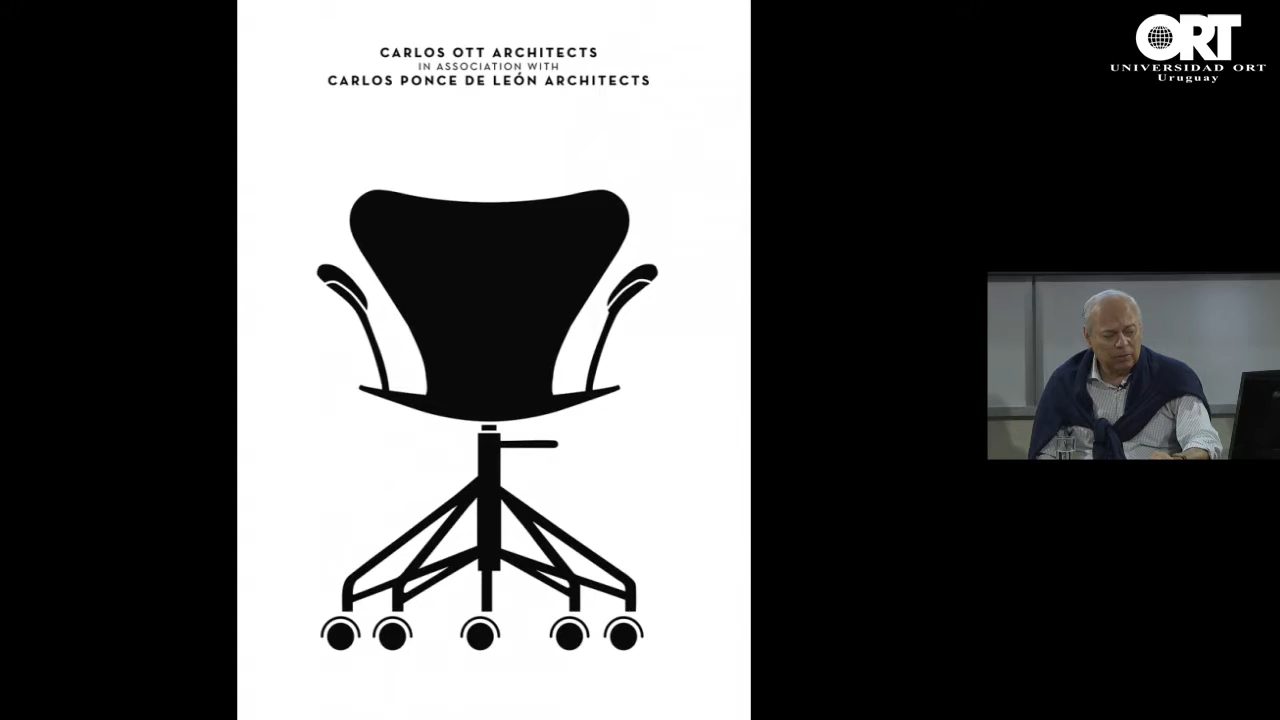 CARLOS OTT ARCHITECTS
IN ASSOCIATION WITH
CARLOS PONCE DE LEÓN ARCHITECTS
ORT
UNIVERSIDAD ORT
Uruguay